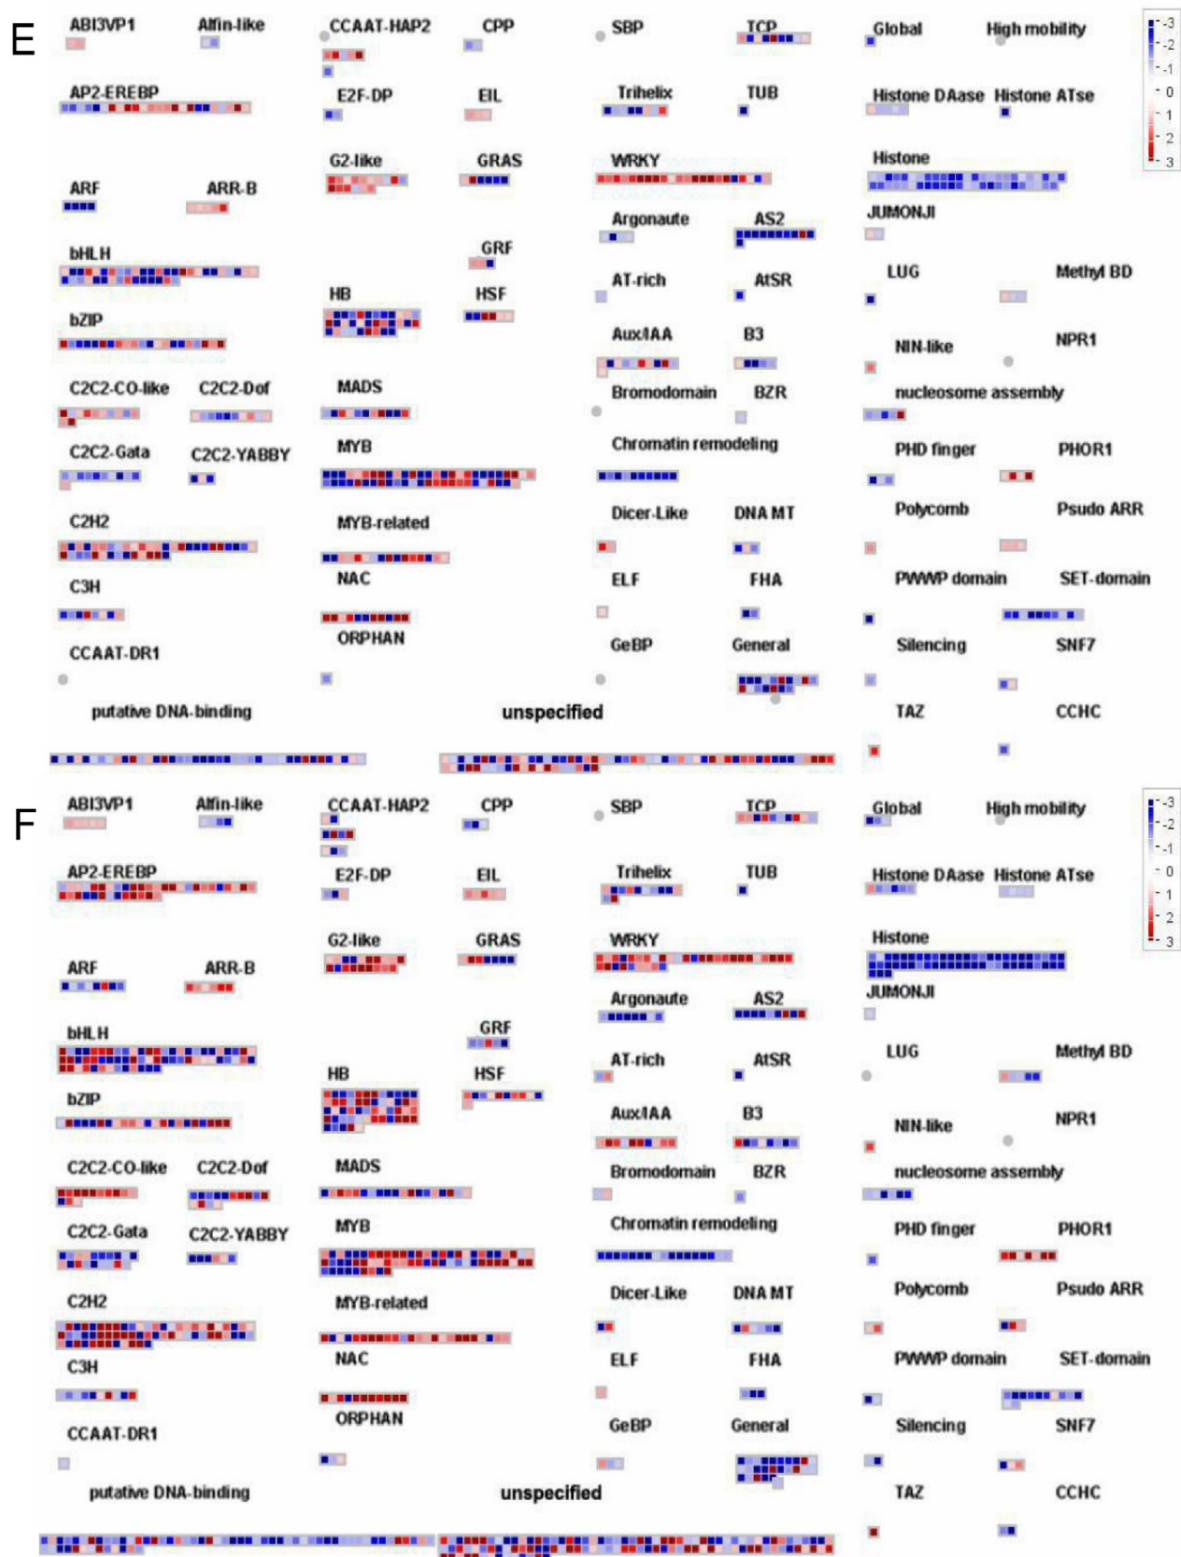 E
ABI3VP1 Alfin-like CCAAT-HAP2 CPP SBP TCP Global High mobility
-3
-2
-1
0
1
2
3
AP2-EREBP E2F-DP EIL Trihelix TUB Histone DAase Histone ATse
G2-like GRAS WRKY Histone
ARF ARR-B
Argonaute AS2 JUMONJI
bHLH GRF
AT-rich AtSR LUG Methyl BD
HB HSF
bZIP Aux/IAA B3 NIN-like NPR1
C2C2-CO-like C2C2-Dof MADS Bromodomain BZR nucleosome assembly
C2C2-Gata C2C2-YABBY MYB Chromatin remodeling PHD finger PHOR1
C2H2 MYB-related Dicer-Like DNA MT Polycomb Psudo ARR
C3H NAC ELF FHA PWWP domain SET-domain
CCAAT-DR1 ORPHAN GeBP General Silencing SNF7
putative DNA-binding unspecified TAZ CCHC
F
ABI3VP1 Alfin-like CCAAT-HAP2 CPP SBP TCP Global High mobility
-3
-2
-1
0
1
2
3
AP2-EREBP E2F-DP EIL Trihelix TUB Histone DAase Histone ATse
G2-like GRAS WRKY Histone
ARF ARR-B
Argonaute AS2 JUMONJI
bHLH GRF
AT-rich AtSR LUG Methyl BD
HB HSF
bZIP Aux/IAA B3 NIN-like NPR1
C2C2-CO-like C2C2-Dof MADS Bromodomain BZR nucleosome assembly
C2C2-Gata C2C2-YABBY MYB Chromatin remodeling PHD finger PHOR1
C2H2 MYB-related Dicer-Like DNA MT Polycomb Psudo ARR
C3H NAC ELF FHA PWWP domain SET-domain
CCAAT-DR1 ORPHAN GeBP General Silencing SNF7
putative DNA-binding unspecified TAZ CCHC